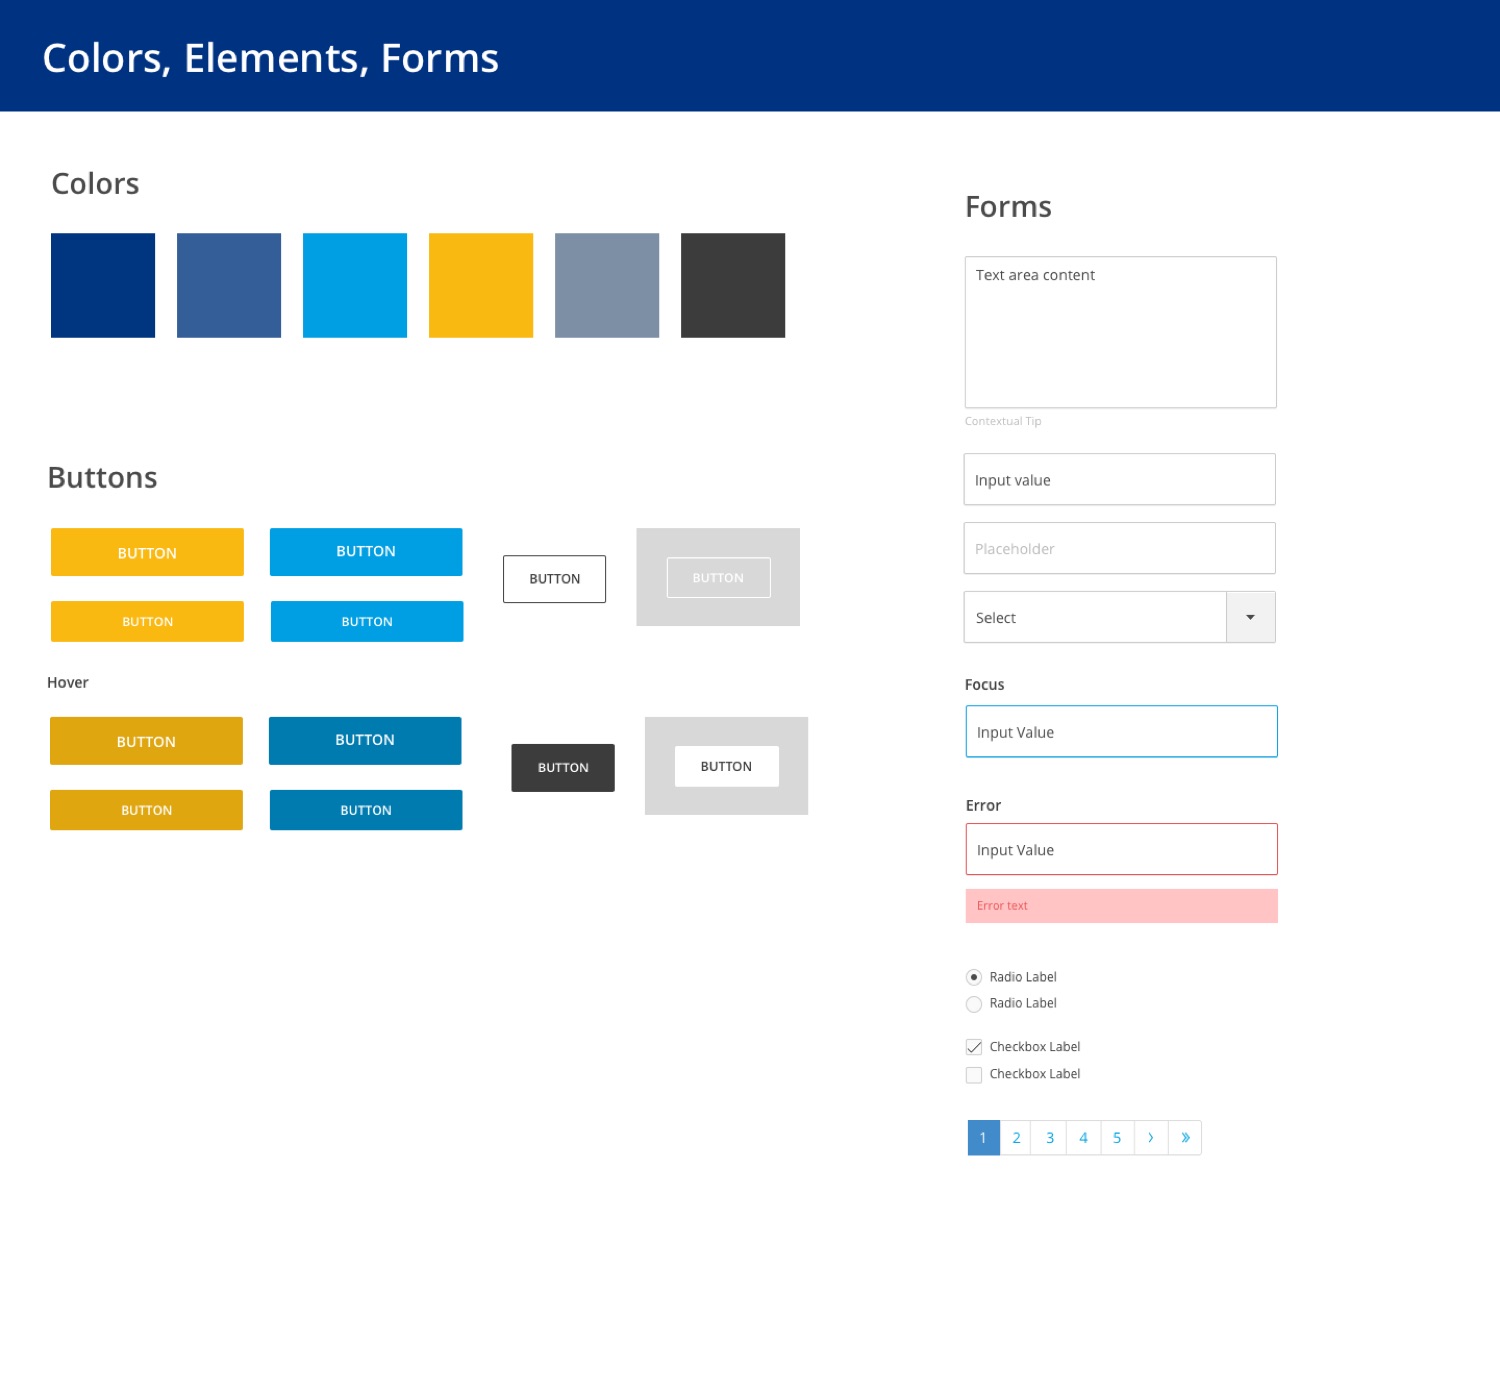 Colors, Elements, Forms
Colors
Buttons
BUTTON
BUTTON
BUTTON
BUTTON
BUTTON
BUTTON
Hover
BUTTON
BUTTON
BUTTON
BUTTON
BUTTON
BUTTON
Forms
Text area content
Contextual Tip
Input value
Placeholder
Select
Focus
Input Value
Error
Input Value
Error text
Radio Label
Radio Label
Checkbox Label
Checkbox Label
1 2 3 4 5 › »